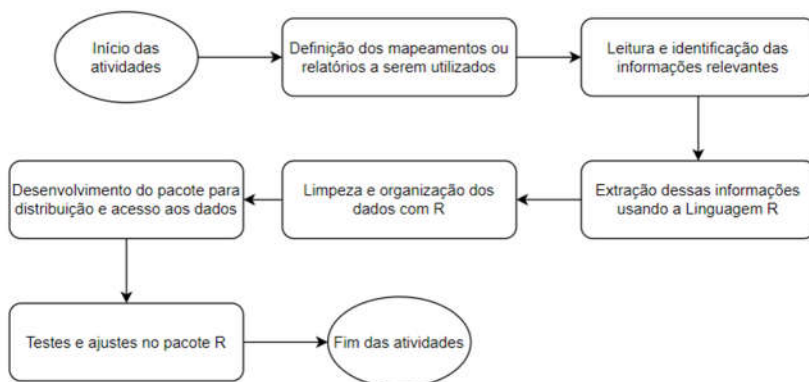 Início das
atividades
Definição dos mapeamentos ou
relatórios a serem utilizados
Leitura e identificação das
informações relevantes
Extração dessas informações
usando a Linguagem R
Limpeza e organização dos
dados com R
Desenvolvimento do pacote para
distribuição e acesso aos dados
Testes e ajustes no pacote R
Fim das atividades